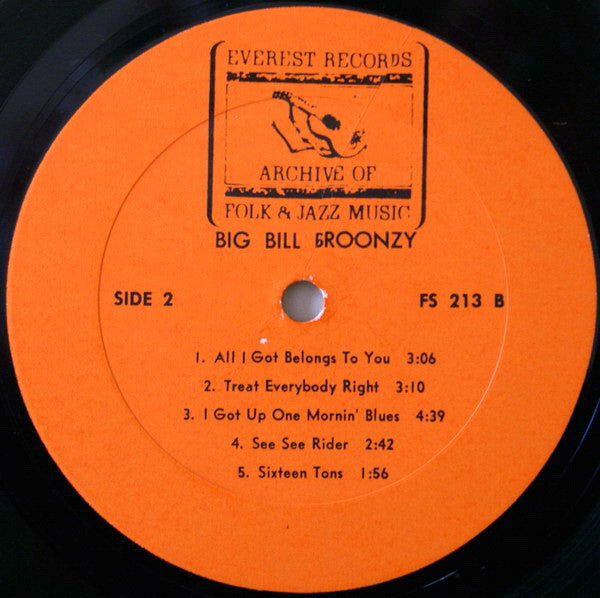 EVEREST RECORDS
ARCHIVE OF
FOLK & JAZZ MUSIC
BIG BILL BROONZY
SIDE 2
FS 213 B
1. All I Got Belongs To You 3:06
2. Treat Everybody Right 3:10
3. I Got Up One Mornin' Blues 4:39
4. See See Rider 2:42
5. Sixteen Tons 1:56